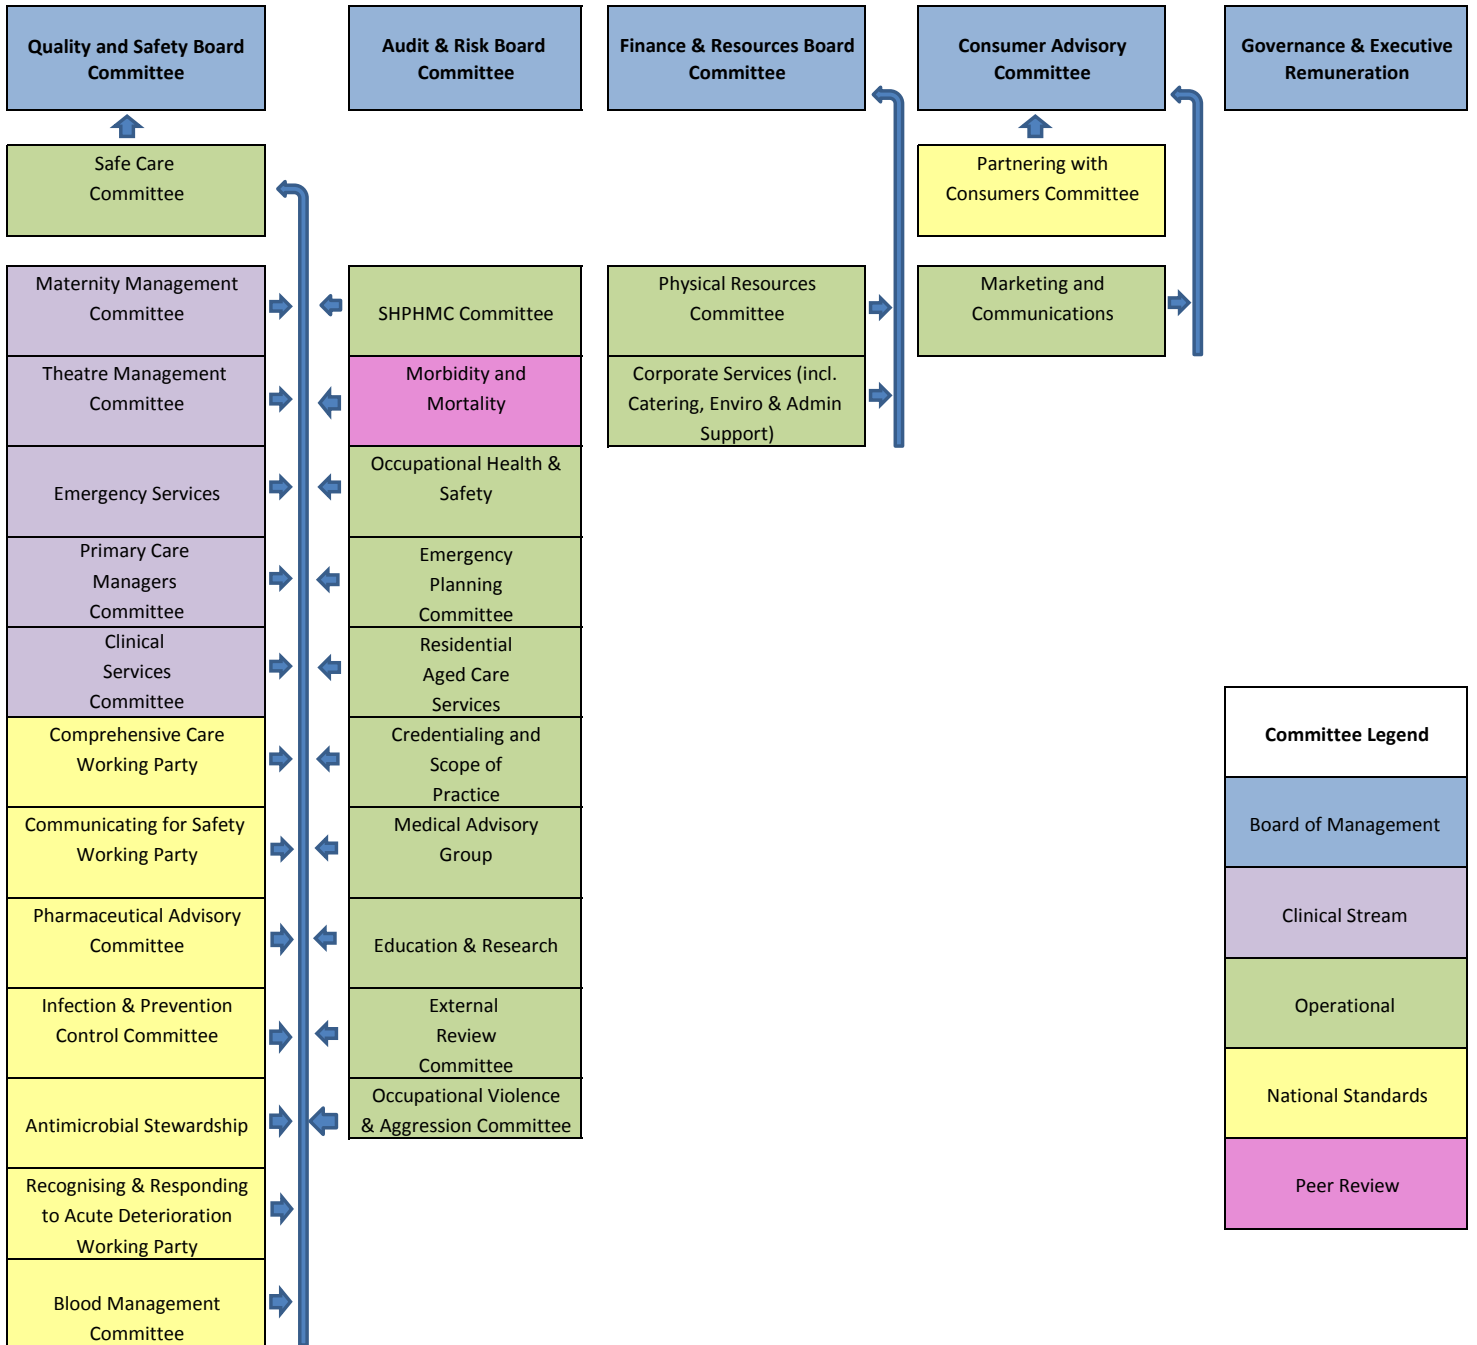 Quality and Safety Board
Committee
Audit & Risk Board
Committee
Finance & Resources Board
Committee
Consumer Advisory
Committee
Governance & Executive
Remuneration
Safe Care
Committee
Partnering with
Consumers Committee
Maternity Management
Committee
SHPHMC Committee
Physical Resources
Committee
Marketing and
Communications
Theatre Management
Committee
Morbidity and
Mortality
Corporate Services (incl.
Catering, Enviro & Admin
Support)
Emergency Services
Occupational Health &
Safety
Primary Care
Managers
Committee
Emergency
Planning
Committee
Clinical
Services
Committee
Residential
Aged Care
Services
Comprehensive Care
Working Party
Credentialing and
Scope of
Practice
Communicating for Safety
Working Party
Medical Advisory
Group
Pharmaceutical Advisory
Committee
Education & Research
Infection & Prevention
Control Committee
External
Review
Committee
Antimicrobial Stewardship
Occupational Violence
& Aggression Committee
Recognising & Responding
to Acute Deterioration
Working Party
Blood Management
Committee
Committee Legend
Board of Management
Clinical Stream
Operational
National Standards
Peer Review